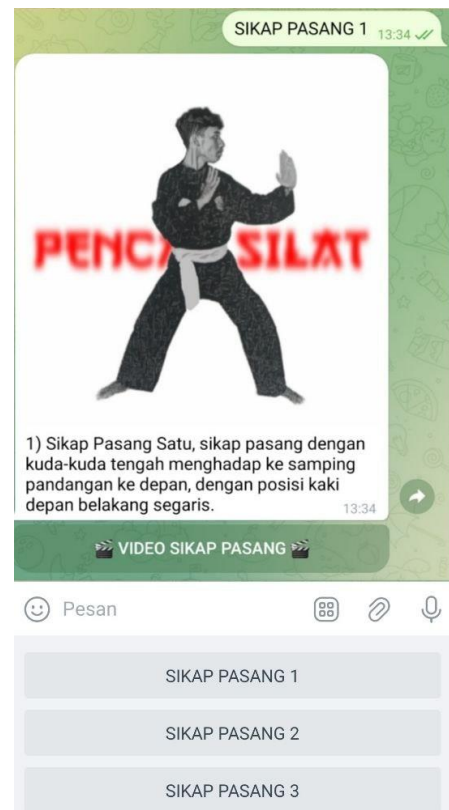 SIKAP PASANG 1 13:34
PENCA SILAT
1) Sikap Pasang Satu, sikap pasang dengan
kuda-kuda tengah menghadap ke samping
pandangan ke depan, dengan posisi kaki
depan belakang segaris.
13:34
🎬 VIDEO SIKAP PASANG 🎬
Pesan
SIKAP PASANG 1
SIKAP PASANG 2
SIKAP PASANG 3